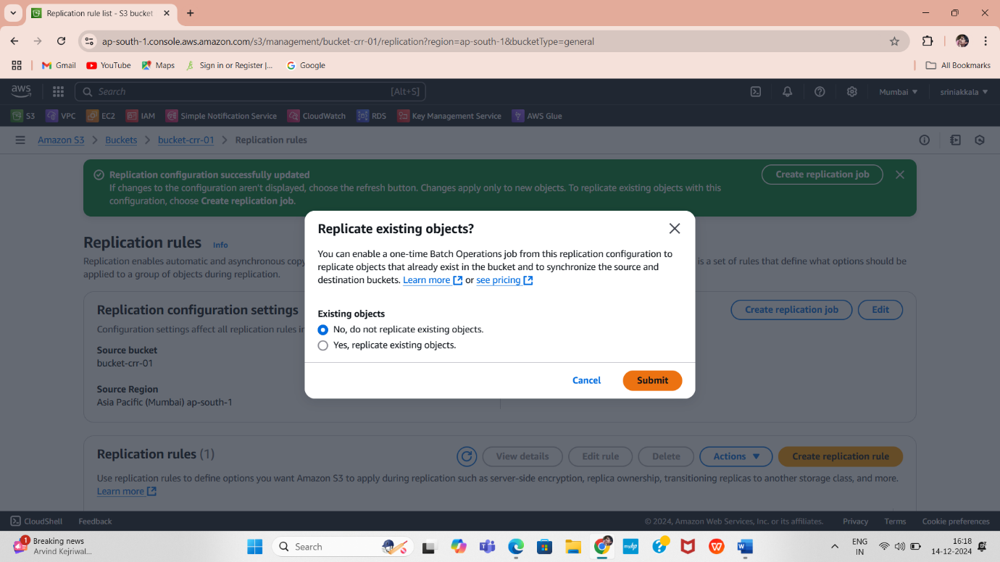 Replication rule list - S3 bucket
ap-south-1.console.aws.amazon.com/s3/management/bucket-crr-01/replication?region=ap-south-1&bucketType=general
Gmail YouTube Maps Sign in or Register |... Google All Bookmarks
aws Search [Alt+S] Mumbai sriniakkala
S3 VPC EC2 IAM Simple Notification Service CloudWatch RDS Key Management Service AWS Glue
Amazon S3 > Buckets > bucket-crr-01 > Replication rules
Replication configuration successfully updated Create replication job
If changes to the configuration aren't displayed, choose the refresh button. Changes apply only to new objects. To replicate existing objects with this
configuration, choose Create replication job.
Replicate existing objects?
You can enable a one-time Batch Operations job from this replication configuration to
replicate objects that already exist in the bucket and to synchronize the source and
destination buckets. Learn more or see pricing
Existing objects
No, do not replicate existing objects.
Yes, replicate existing objects.
Cancel Submit
Replication rules Info
Replication enables automatic and asynchronous copy is a set of rules that define what options should be
applied to a group of objects during replication.
Replication configuration settings Create replication job Edit
Configuration settings affect all replication rules in
Source bucket
bucket-crr-01
Source Region
Asia Pacific (Mumbai) ap-south-1
Replication rules (1) View details Edit rule Delete Actions Create replication rule
Use replication rules to define options you want Amazon S3 to apply during replication such as server-side encryption, replica ownership, transitioning replicas to another storage class, and more.
Learn more
CloudShell Feedback © 2024, Amazon Web Services, Inc. or its affiliates. Privacy Terms Cookie preferences
1 Breaking news
Arvind Kejriwal...
Search
ENG
IN
16:18
14-12-2024